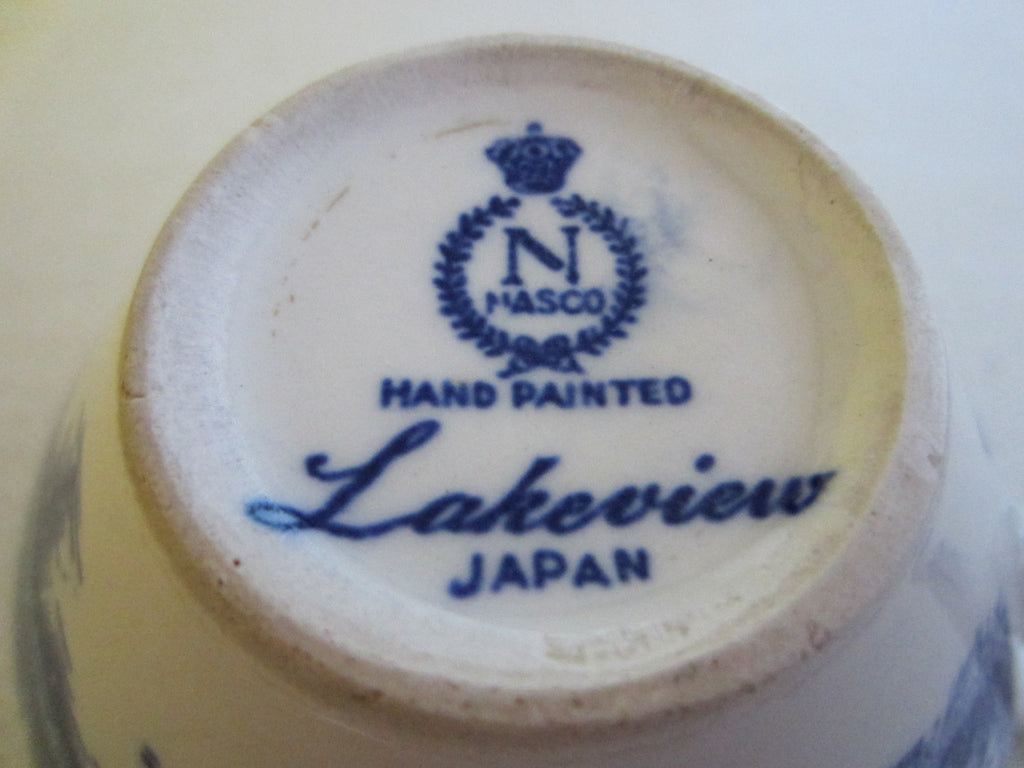 N
NASCO
HAND PAINTED
Lakeview
JAPAN